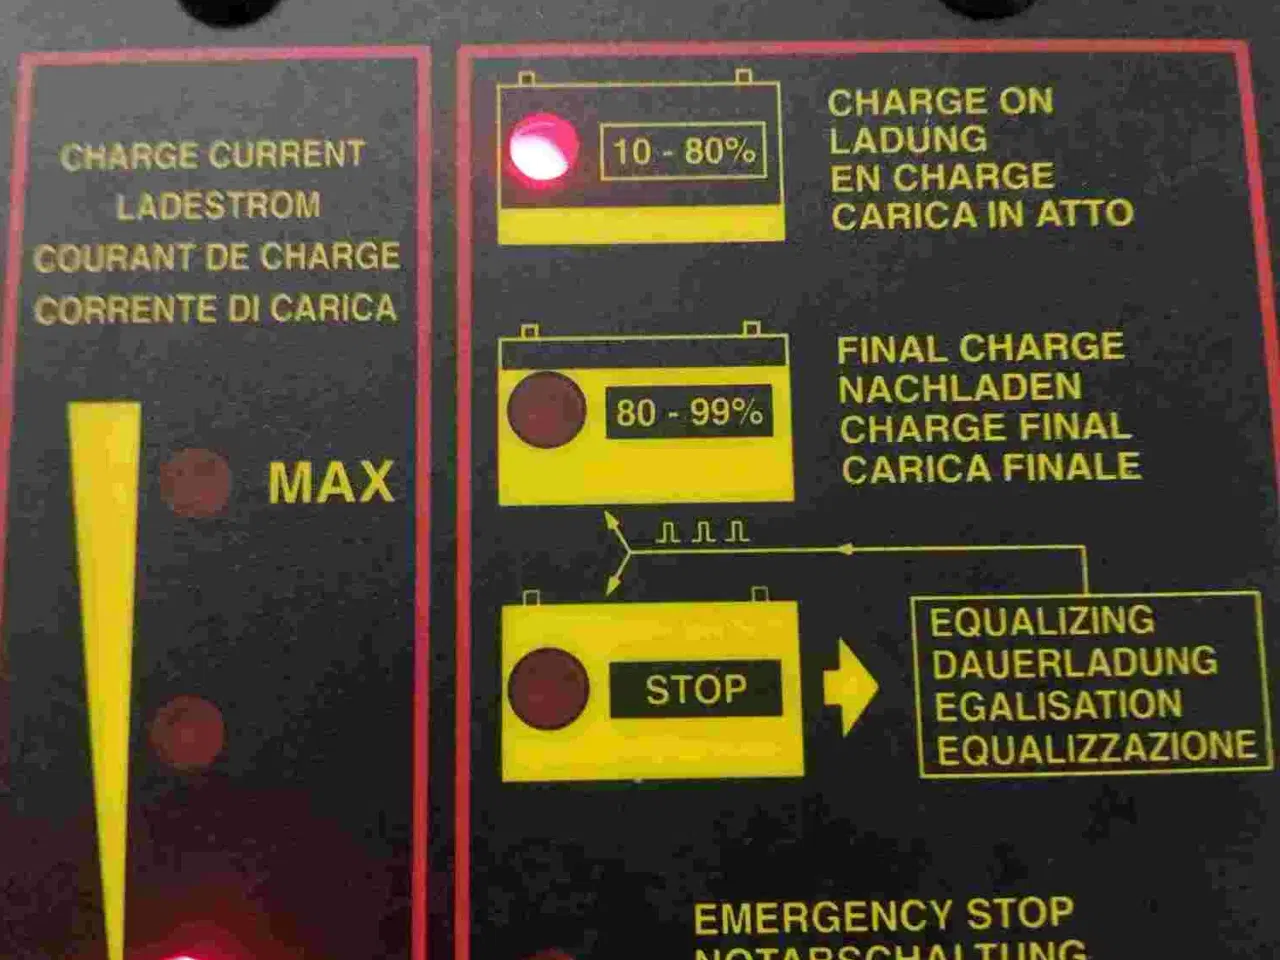 CHARGE CURRENT
LADESTROM
COURANT DE CHARGE
CORRENTE DI CARICA
MAX
10 - 80%
CHARGE ON
LADUNG
EN CHARGE
CARICA IN ATTO
80 - 99%
FINAL CHARGE
NACHLADEN
CHARGE FINAL
CARICA FINALE
STOP
EQUALIZING
DAUERLADUNG
EGALISATION
EQUALIZZAZIONE
EMERGENCY STOP
NOTABSCHALTUNG